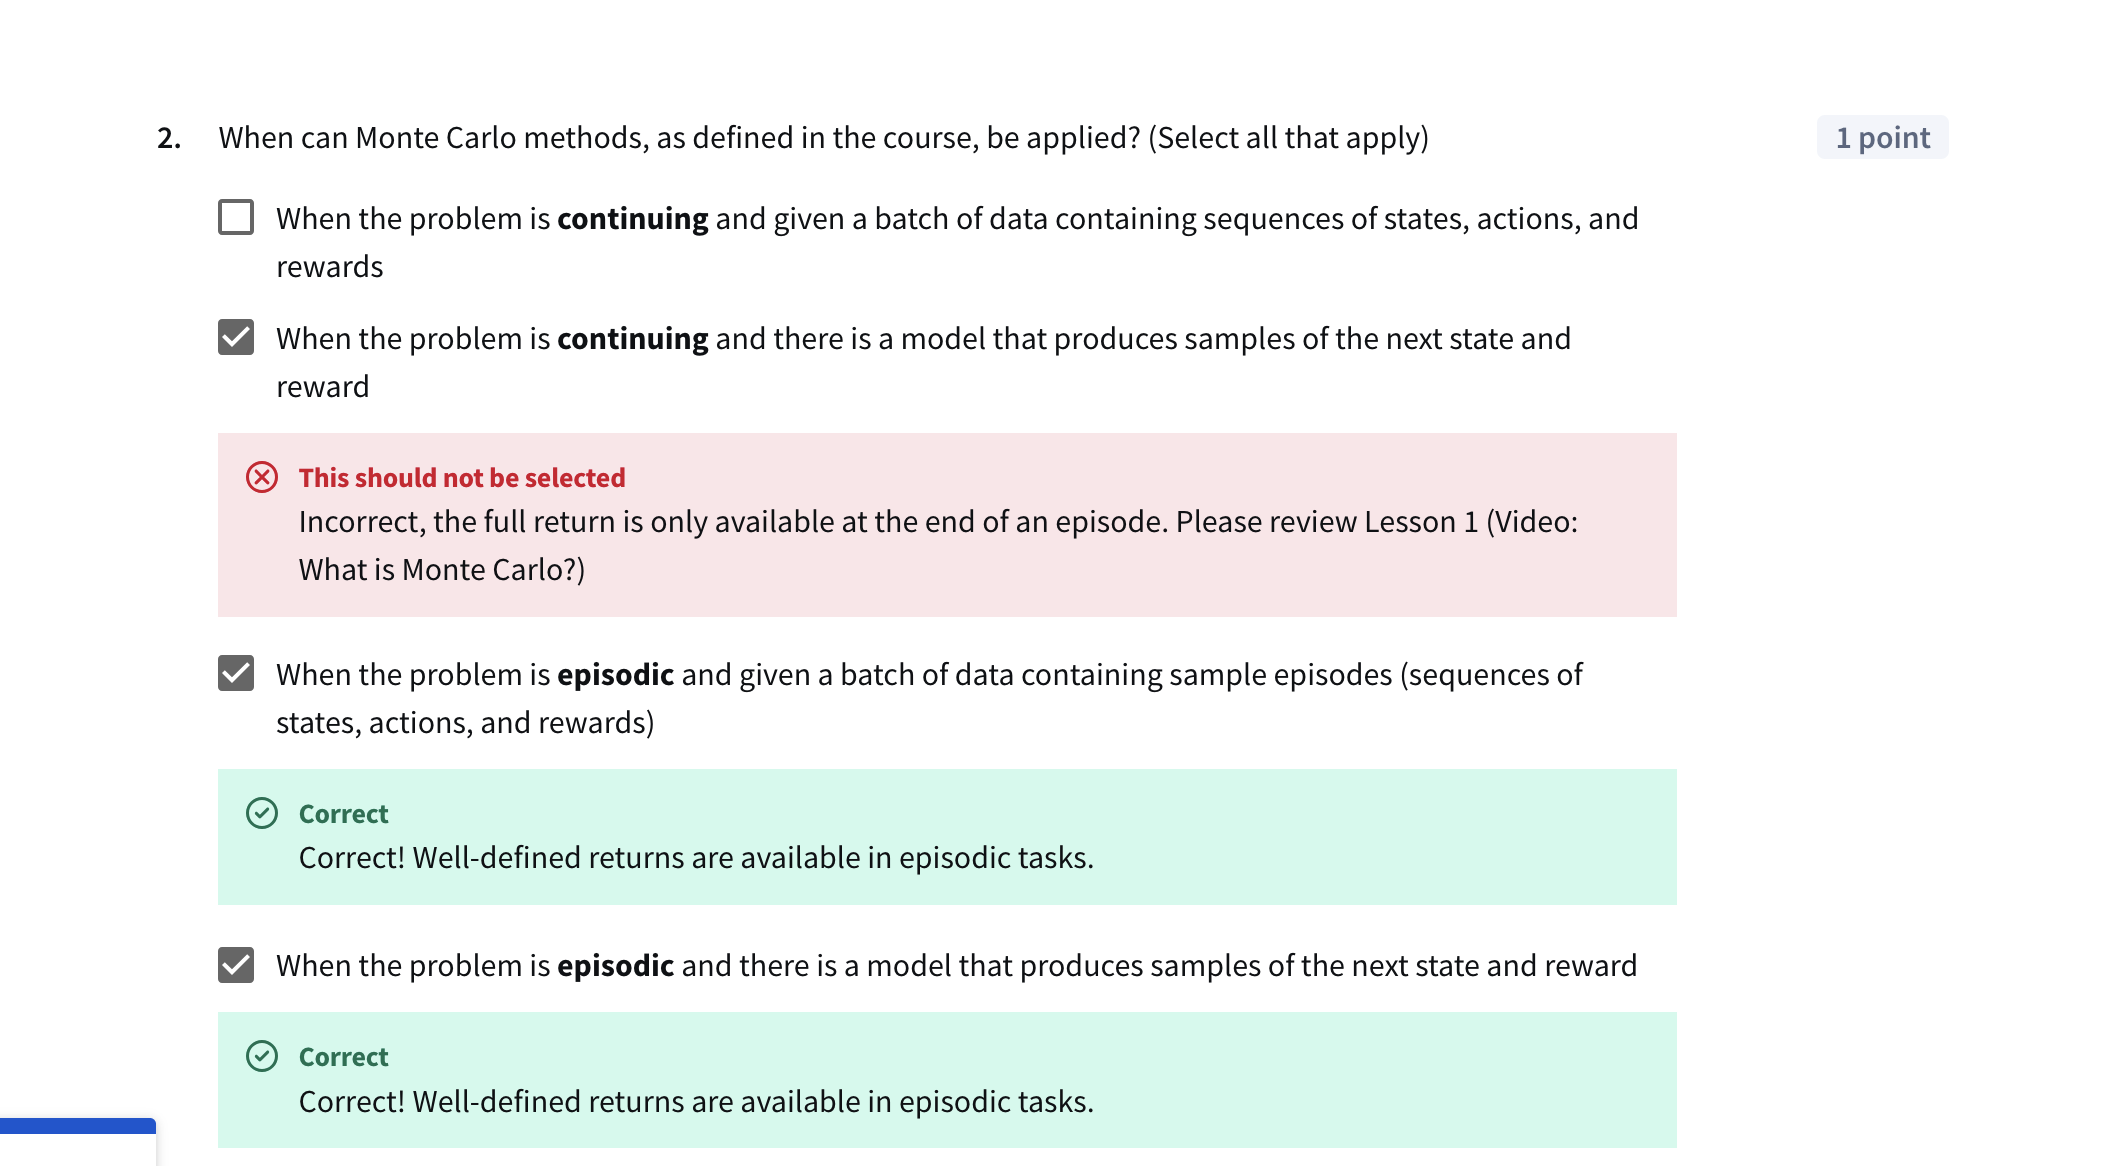 2. When can Monte Carlo methods, as defined in the course, be applied? (Select all that apply) 1 point
When the problem is continuing and given a batch of data containing sequences of states, actions, and
rewards
When the problem is continuing and there is a model that produces samples of the next state and
reward
This should not be selected
Incorrect, the full return is only available at the end of an episode. Please review Lesson 1 (Video:
What is Monte Carlo?)
When the problem is episodic and given a batch of data containing sample episodes (sequences of
states, actions, and rewards)
Correct
Correct! Well-defined returns are available in episodic tasks.
When the problem is episodic and there is a model that produces samples of the next state and reward
Correct
Correct! Well-defined returns are available in episodic tasks.